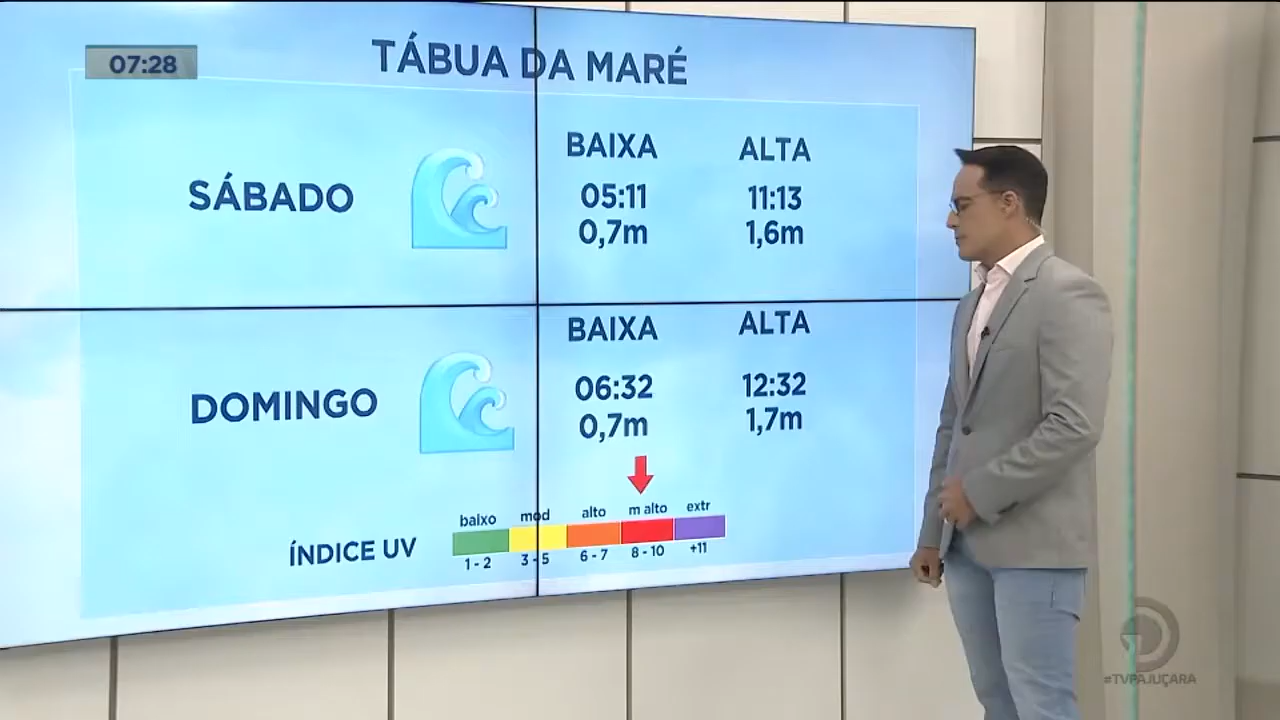 07:28
TÁBUA DA MARÉ
SÁBADO
BAIXA ALTA
05:11 11:13
0,7m 1,6m
DOMINGO
BAIXA ALTA
06:32 12:32
0,7m 1,7m
ÍNDICE UV
baixo mod alto m alto extr
1 - 2 3 - 5 6 - 7 8 - 10 +11
#TVPAJUÇARA